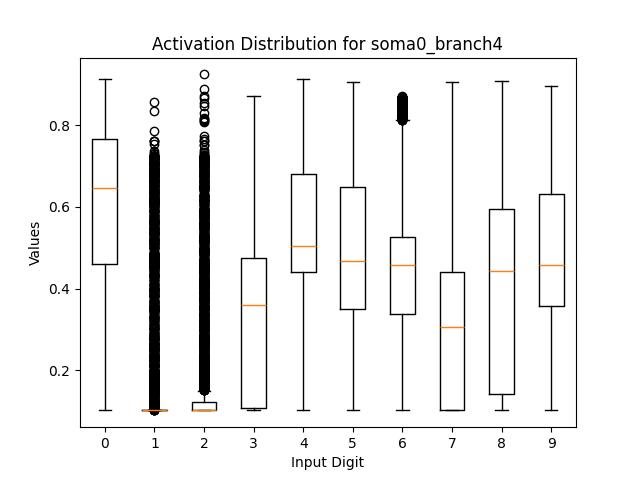 Activation Distribution for soma0_branch4
Values
0.8
0.6
0.4
0.2
0 1 2 3 4 5 6 7 8 9
Input Digit